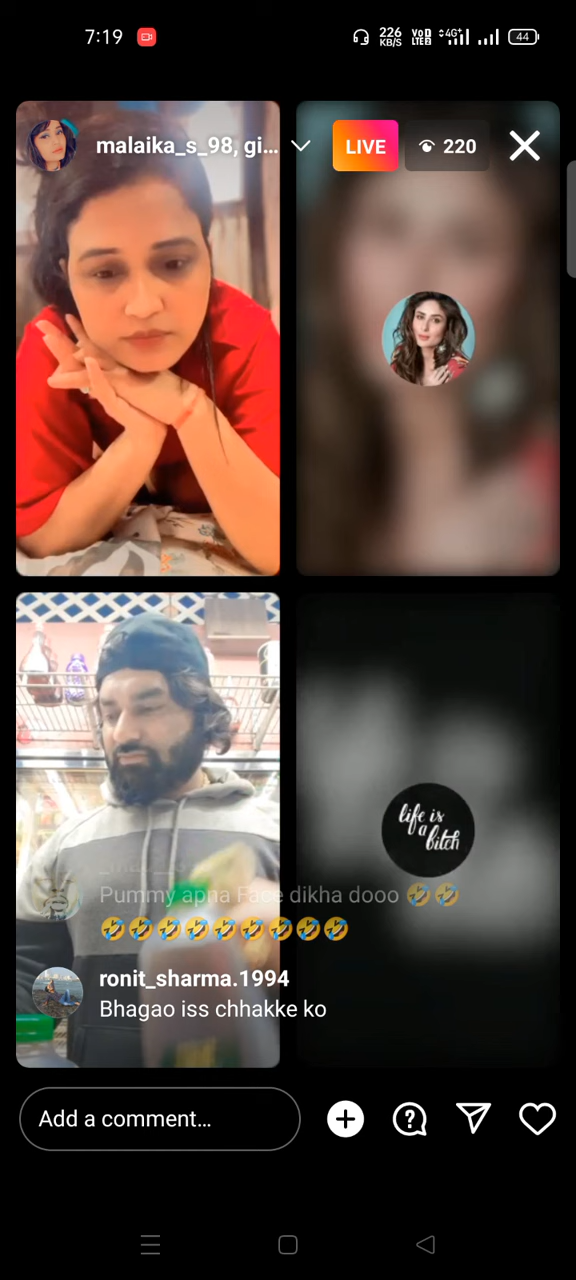 7:19
226
KB/S
VoD
LTE2
4G+
44
malaika_s_98, gi...
LIVE
220
life is
a
bitch
Pummy apna Face dikha dooo 🤣🤣
🤣🤣🤣🤣🤣🤣🤣🤣🤣
ronit_sharma.1994
Bhagao iss chhakke ko
Add a comment...